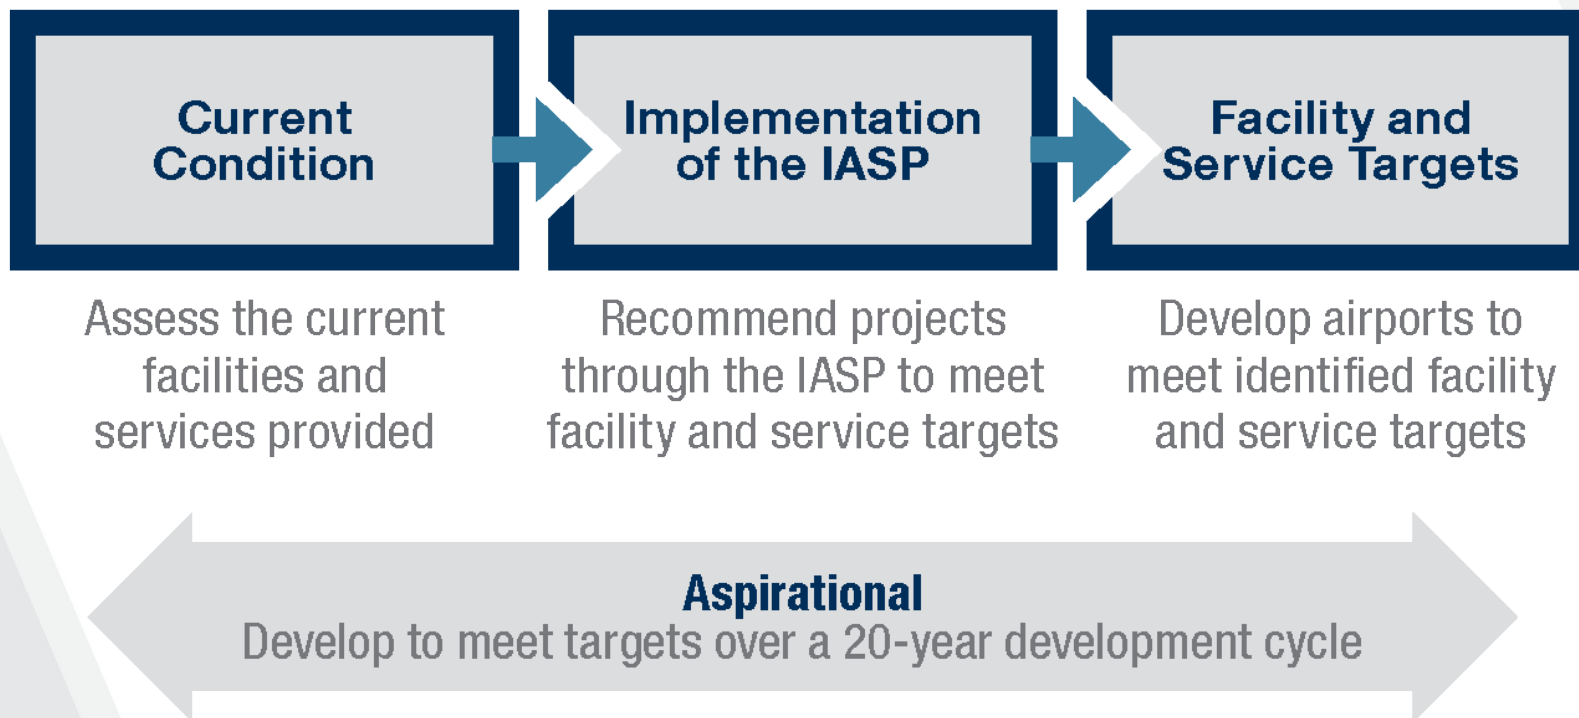 Current
Condition
Implementation
of the IASP
Facility and
Service Targets
Assess the current
facilities and
services provided
Recommend projects
through the IASP to meet
facility and service targets
Develop airports to
meet identified facility
and service targets
Aspirational
Develop to meet targets over a 20-year development cycle